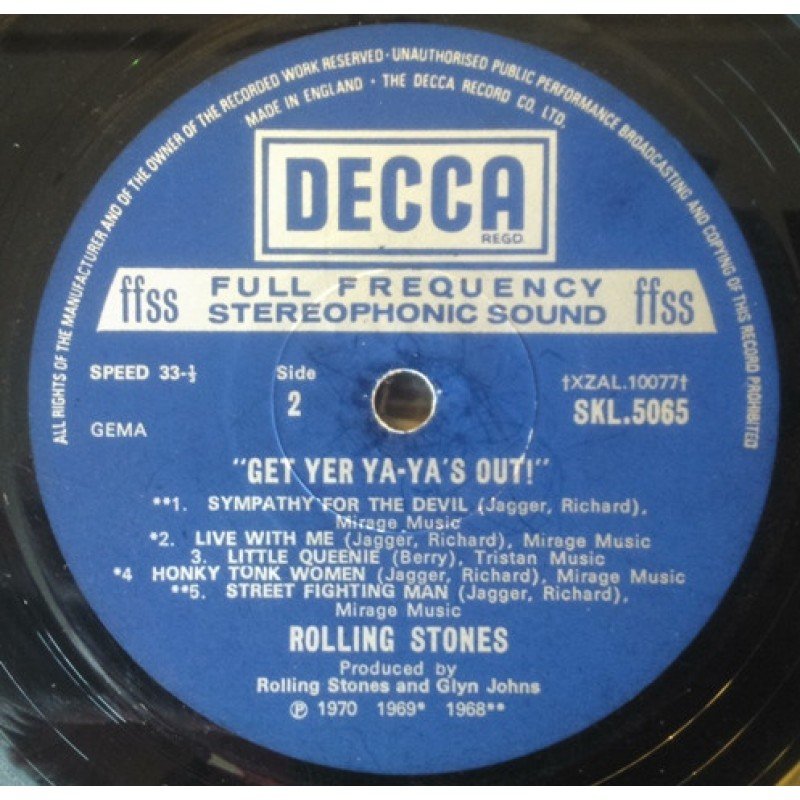 ALL RIGHTS OF THE MANUFACTURER AND OF THE OWNER OF THE RECORDED WORK RESERVED · UNAUTHORISED PUBLIC PERFORMANCE BROADCASTING AND COPYING OF THIS RECORD PROHIBITED
MADE IN ENGLAND · THE DECCA RECORD CO. LTD.
DECCA
REGD.
ffss FULL FREQUENCY STEREOPHONIC SOUND ffss
SPEED 33-⅓
Side
2
GEMA
†XZAL.10077†
SKL.5065
"GET YER YA-YA'S OUT!"
**1. SYMPATHY FOR THE DEVIL (Jagger, Richard),
Mirage Music
*2. LIVE WITH ME (Jagger, Richard), Mirage Music
3. LITTLE QUEENIE (Berry), Tristan Music
*4 HONKY TONK WOMEN (Jagger, Richard), Mirage Music
**5. STREET FIGHTING MAN (Jagger, Richard),
Mirage Music
ROLLING STONES
Produced by
Rolling Stones and Glyn Johns
℗ 1970 1969* 1968**